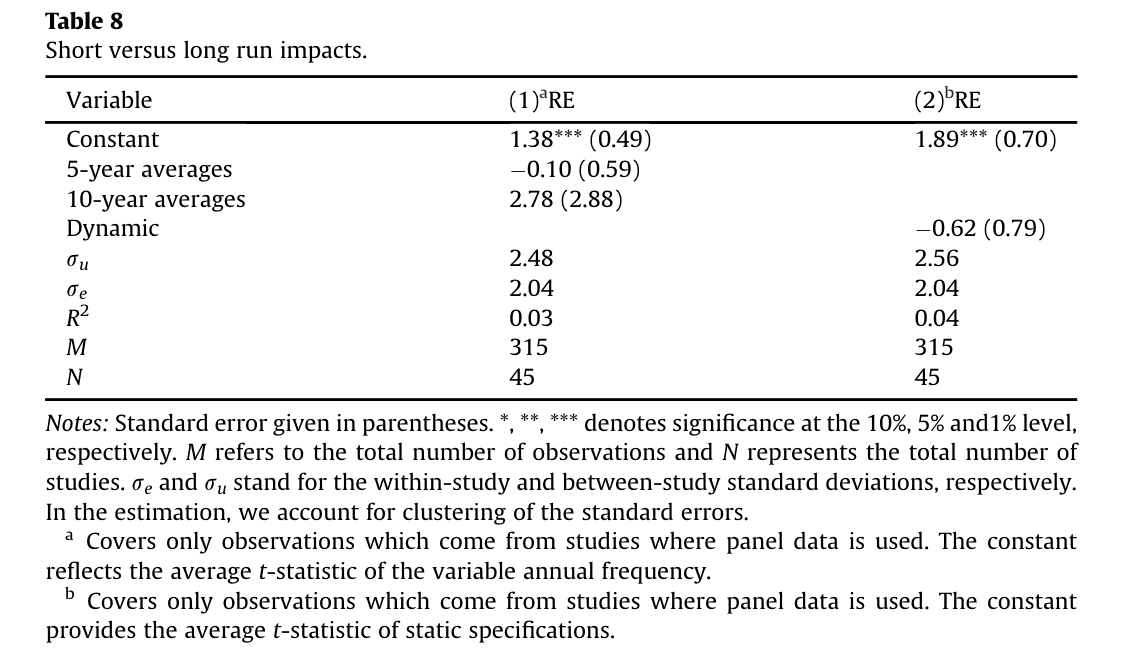 Table 8
Short versus long run impacts.
Variable (1)ᵃRE (2)ᵇRE
Constant 1.38*** (0.49) 1.89*** (0.70)
5-year averages −0.10 (0.59)
10-year averages 2.78 (2.88)
Dynamic −0.62 (0.79)
σᵤ 2.48 2.56
σₑ 2.04 2.04
R² 0.03 0.04
M 315 315
N 45 45
Notes: Standard error given in parentheses. *, **, *** denotes significance at the 10%, 5% and1% level,
respectively. M refers to the total number of observations and N represents the total number of
studies. σₑ and σᵤ stand for the within-study and between-study standard deviations, respectively.
In the estimation, we account for clustering of the standard errors.
ᵃ Covers only observations which come from studies where panel data is used. The constant
reflects the average t-statistic of the variable annual frequency.
ᵇ Covers only observations which come from studies where panel data is used. The constant
provides the average t-statistic of static specifications.